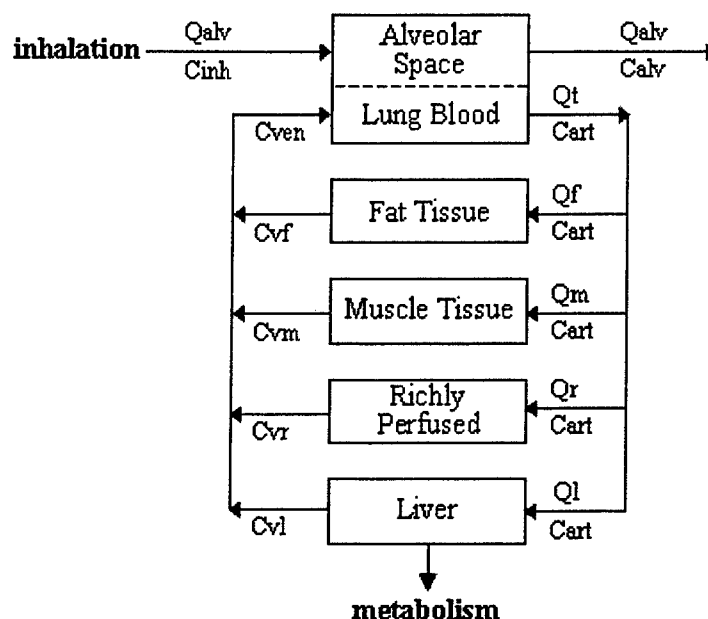 Qalv
inhalation
Cinh
Alveolar
Space
Qalv
Calv
Lung Blood
Cven
Qt
Cart
Fat Tissue
Cvf
Qf
Cart
Muscle Tissue
Cvm
Qm
Cart
Richly
Perfused
Cvr
Qr
Cart
Liver
Cvl
Ql
Cart
metabolism